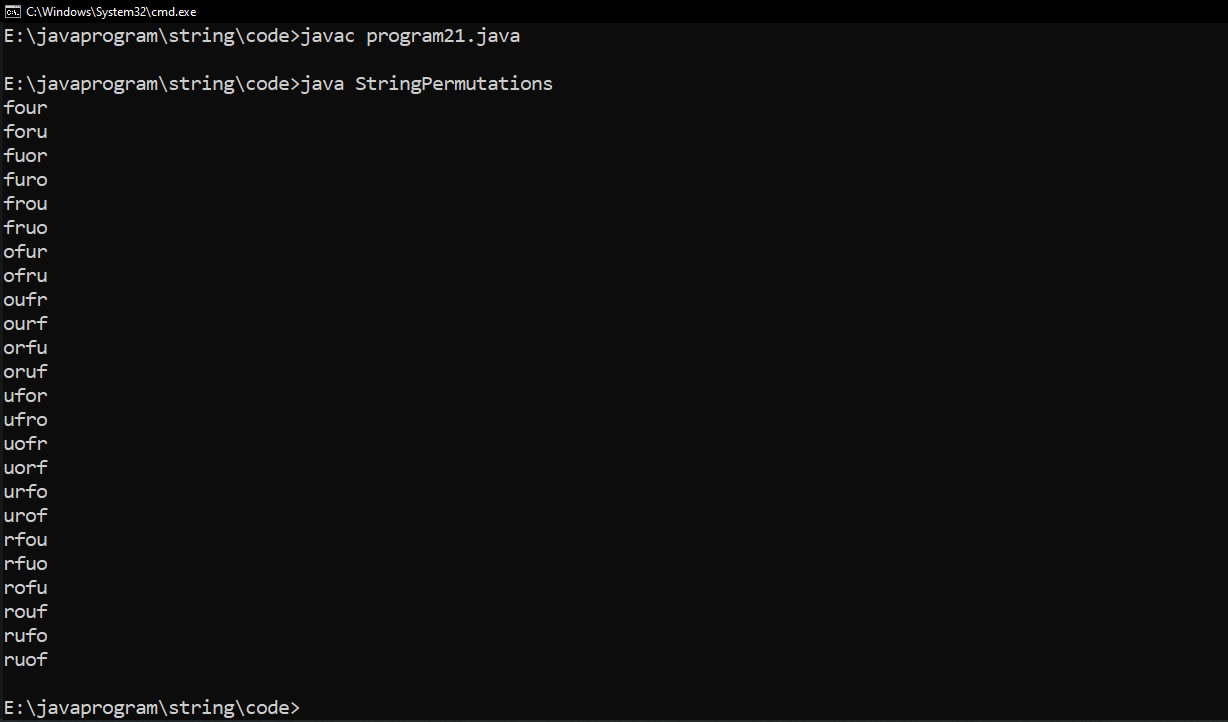 C:\Windows\System32\cmd.exe
E:\javaprogram\string\code>javac program21.java
E:\javaprogram\string\code>java StringPermutations
four
foru
fuor
furo
frou
fruo
ofur
ofru
oufr
ourf
orfu
oruf
ufor
ufro
uofr
uorf
urfo
urof
rfou
rfuo
rofu
rouf
rufo
ruof
E:\javaprogram\string\code>